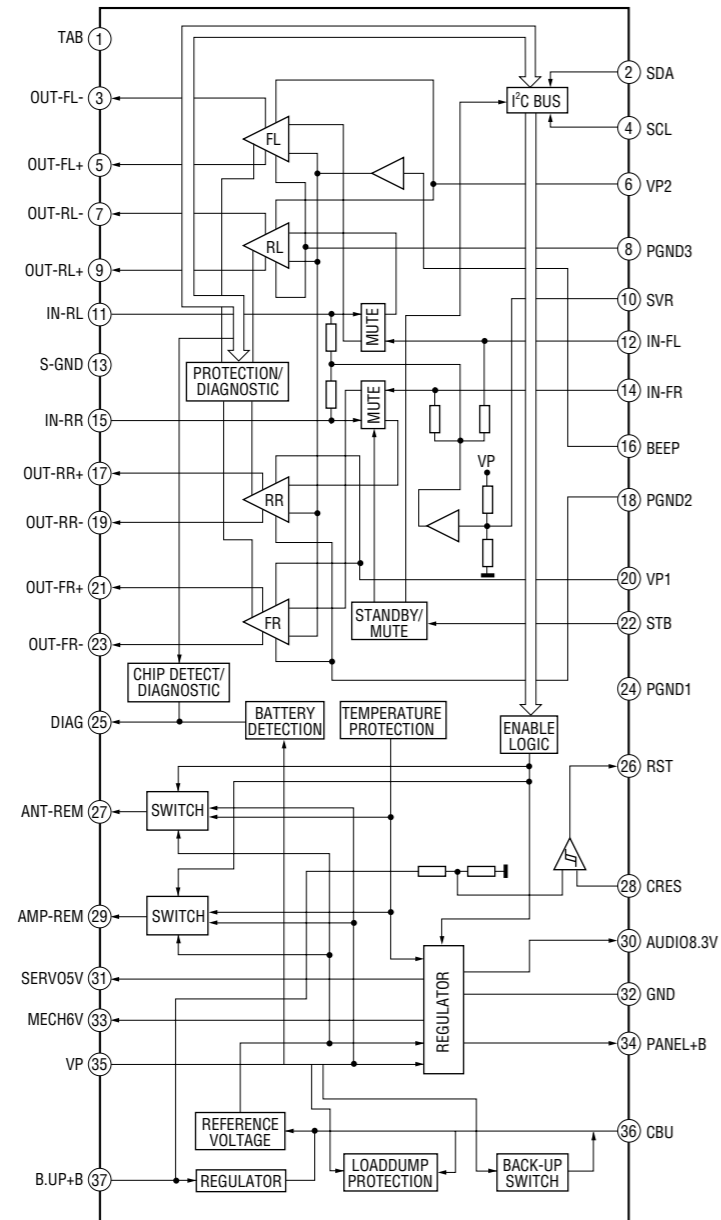 TAB 1
2 SDA
OUT-FL- 3
I²C BUS
4 SCL
FL
OUT-FL+ 5
6 VP2
OUT-RL- 7
RL
8 PGND3
OUT-RL+ 9
10 SVR
IN-RL 11
MUTE
12 IN-FL
S-GND 13
PROTECTION/
DIAGNOSTIC
MUTE
14 IN-FR
IN-RR 15
16 BEEP
VP
OUT-RR+ 17
RR
18 PGND2
OUT-RR- 19
20 VP1
OUT-FR+ 21
FR
STANDBY/
MUTE
22 STB
OUT-FR- 23
CHIP DETECT/
DIAGNOSTIC
24 PGND1
DIAG 25
BATTERY
DETECTION
TEMPERATURE
PROTECTION
ENABLE
LOGIC
26 RST
ANT-REM 27
SWITCH
28 CRES
AMP-REM 29
SWITCH
30 AUDIO8.3V
SERVO5V 31
REGULATOR
32 GND
MECH6V 33
34 PANEL+B
VP 35
REFERENCE
VOLTAGE
36 CBU
B.UP+B 37
REGULATOR
LOADDUMP
PROTECTION
BACK-UP
SWITCH